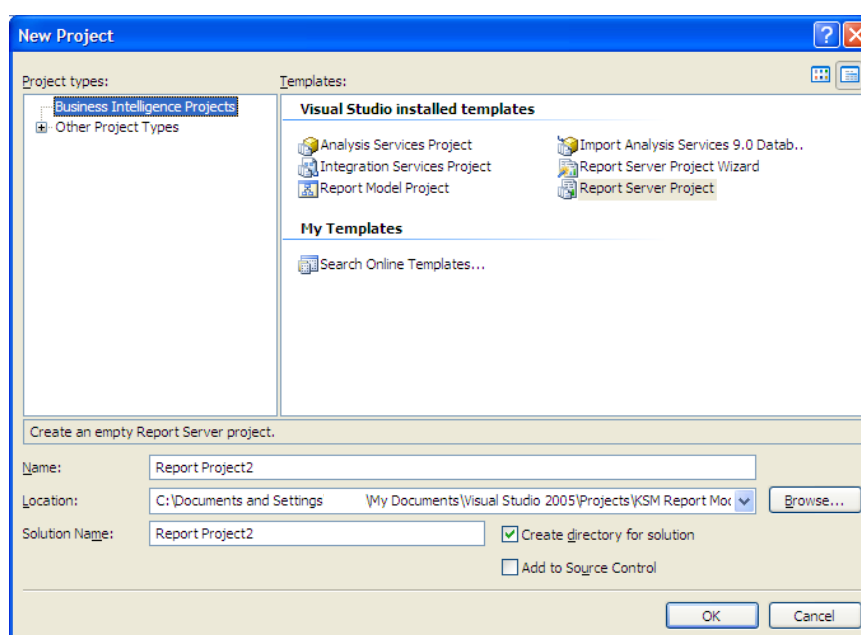 New Project
Project types:
Templates:
Business Intelligence Projects
Other Project Types
Visual Studio installed templates
Analysis Services Project
Import Analysis Services 9.0 Datab..
Integration Services Project
Report Server Project Wizard
Report Model Project
Report Server Project
My Templates
Search Online Templates...
Create an empty Report Server project.
Name:
Report Project2
Location:
C:\Documents and Settings \My Documents\Visual Studio 2005\Projects\KSM Report Moc
Browse...
Solution Name:
Report Project2
Create directory for solution
Add to Source Control
OK
Cancel